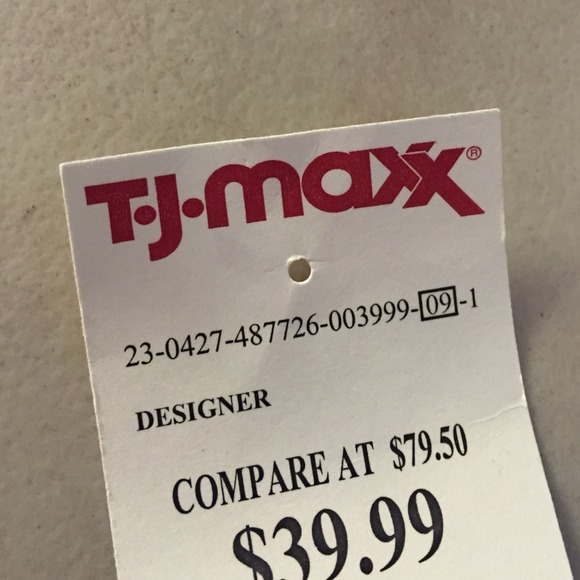 T·J·maxx®
23-0427-487726-003999-09-1
DESIGNER
COMPARE AT $79.50
$39.99